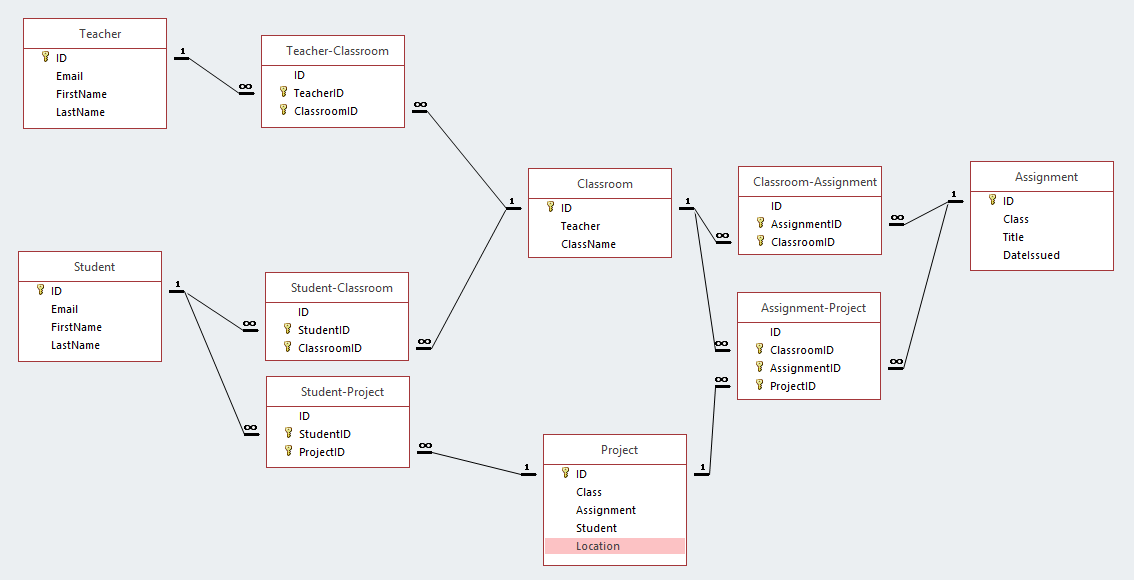 Teacher
ID
Email
FirstName
LastName
1
∞
Teacher-Classroom
ID
TeacherID
ClassroomID
∞
Student
ID
Email
FirstName
LastName
1
∞
∞
Student-Classroom
ID
StudentID
ClassroomID
∞
Student-Project
ID
StudentID
ProjectID
∞
1
Classroom
ID
Teacher
ClassName
1
∞
∞
Classroom-Assignment
ID
AssignmentID
ClassroomID
∞
1
Assignment
ID
Class
Title
DateIssued
Assignment-Project
ID
ClassroomID
AssignmentID
ProjectID
∞
∞
1
Project
ID
Class
Assignment
Student
Location
1